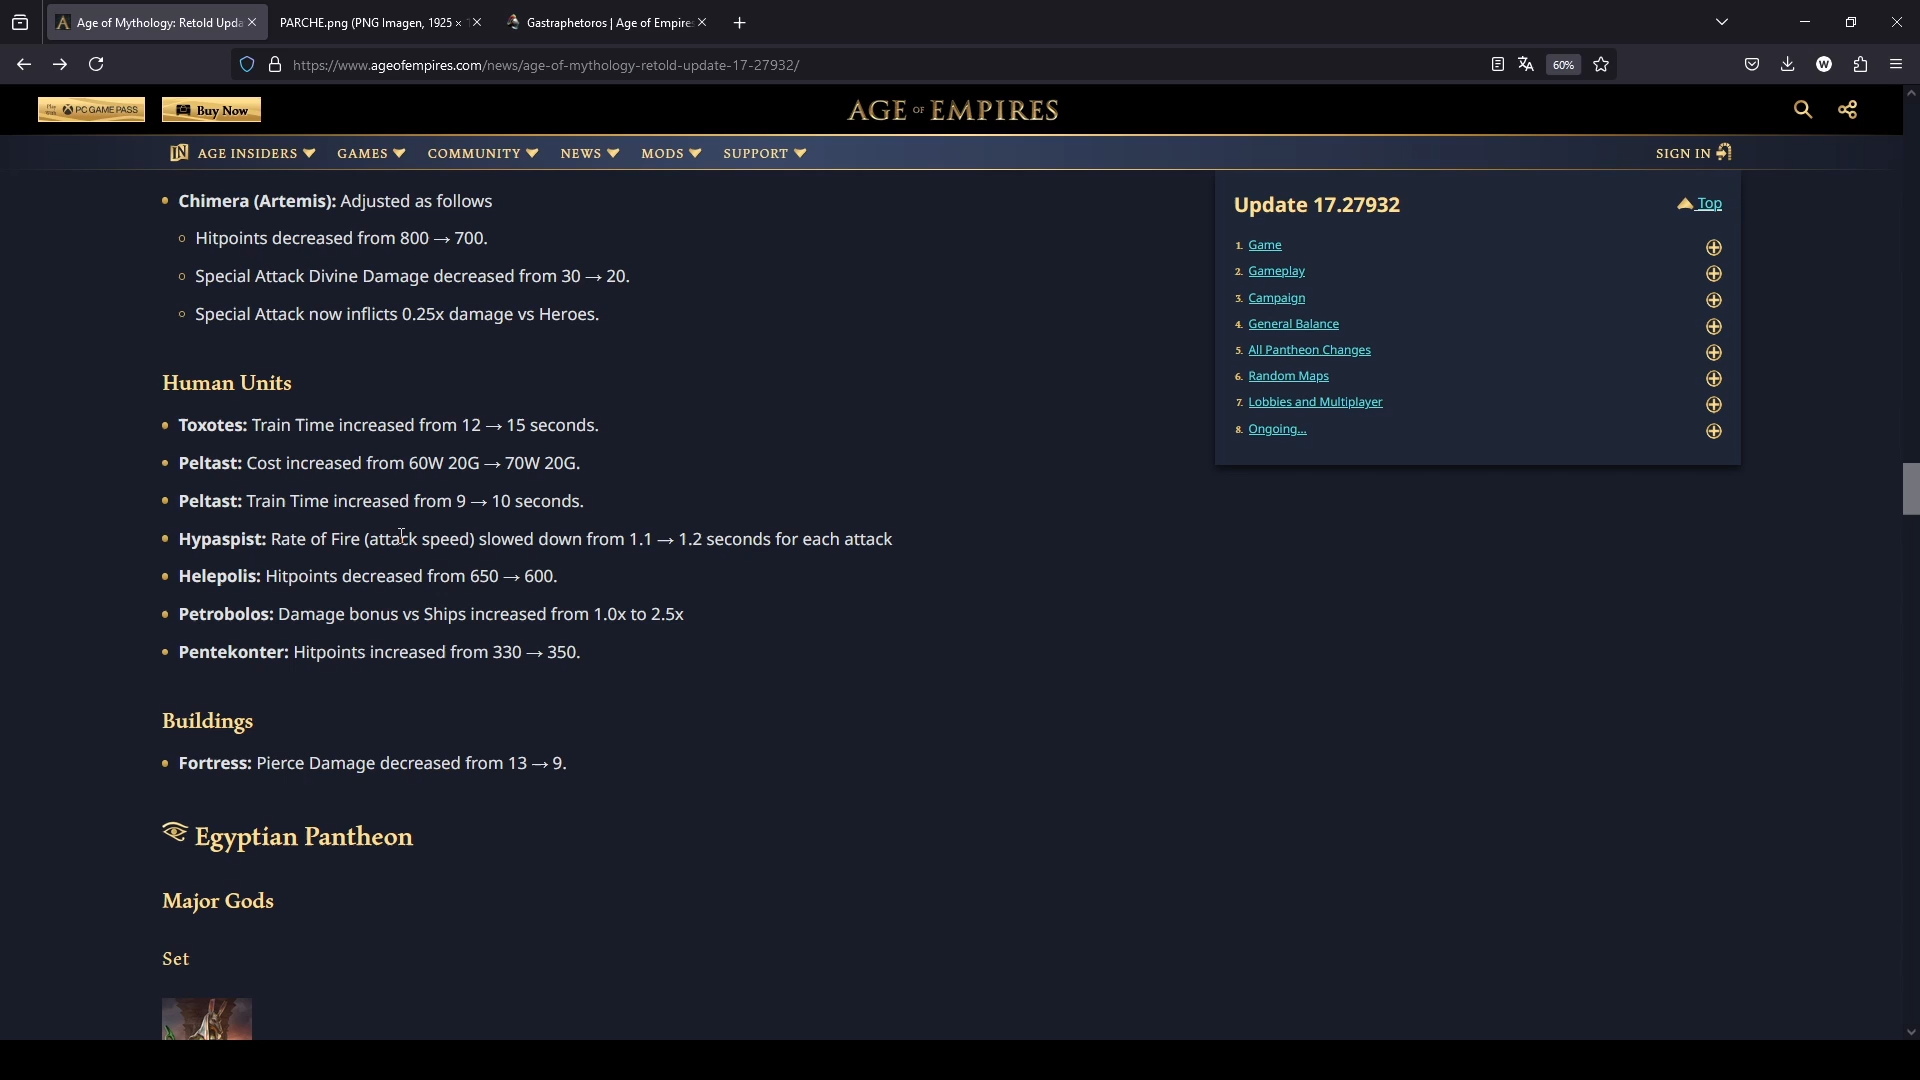 Age of Mythology: Retold Upda
PARCHE.png (PNG Imagen, 1925 ×
Gastraphetoros | Age of Empire
https://www.ageofempires.com/news/age-of-mythology-retold-update-17-27932/
60%
W
PC GAME PASS
Buy Now
AGE OF EMPIRES
AGE INSIDERS
GAMES
COMMUNITY
NEWS
MODS
SUPPORT
SIGN IN
• Chimera (Artemis): Adjusted as follows
○ Hitpoints decreased from 800 → 700.
○ Special Attack Divine Damage decreased from 30 → 20.
○ Special Attack now inflicts 0.25x damage vs Heroes.
Human Units
• Toxotes: Train Time increased from 12 → 15 seconds.
• Peltast: Cost increased from 60W 20G → 70W 20G.
• Peltast: Train Time increased from 9 → 10 seconds.
• Hypaspist: Rate of Fire (attack speed) slowed down from 1.1 → 1.2 seconds for each attack
• Helepolis: Hitpoints decreased from 650 → 600.
• Petrobolos: Damage bonus vs Ships increased from 1.0x to 2.5x
• Pentekonter: Hitpoints increased from 330 → 350.
Buildings
• Fortress: Pierce Damage decreased from 13 → 9.
Egyptian Pantheon
Major Gods
Set
Update 17.27932
Top
1. Game
2. Gameplay
3. Campaign
4. General Balance
5. All Pantheon Changes
6. Random Maps
7. Lobbies and Multiplayer
8. Ongoing...